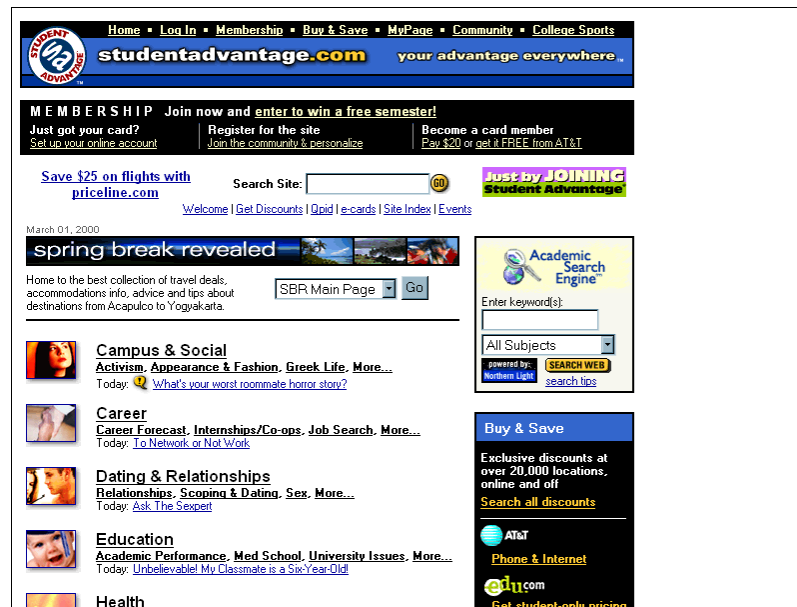 Home ▪ Log In ▪ Membership ▪ Buy & Save ▪ MyPage ▪ Community ▪ College Sports
STUDENT SA ADVANTAGE ™
studentadvantage.com your advantage everywhere™
MEMBERSHIP Join now and enter to win a free semester!
Just got your card?
Set up your online account
Register for the site
Join the community & personalize
Become a card member
Pay $20 or get it FREE from AT&T
Save $25 on flights with
priceline.com
Search Site: GO
Just by JOINING
Student Advantage
Welcome | Get Discounts | Qpid | e-cards | Site Index | Events
March 01, 2000
spring break revealed
Home to the best collection of travel deals,
accommodations info, advice and tips about
destinations from Acapulco to Yogyakarta.
SBR Main Page Go
Academic
Search
Engine™
Enter keyword(s):
All Subjects
powered by:
Northern Light
SEARCH WEB
search tips
Campus & Social
Activism, Appearance & Fashion, Greek Life, More...
Today: What's your worst roommate horror story?
Career
Career Forecast, Internships/Co-ops, Job Search, More...
Today: To Network or Not Work
Dating & Relationships
Relationships, Scoping & Dating, Sex, More...
Today: Ask The Sexpert
Education
Academic Performance, Med School, University Issues, More...
Today: Unbelievable! My Classmate is a Six-Year-Old!
Health
Buy & Save
Exclusive discounts at
over 20,000 locations,
online and off
Search all discounts
AT&T
Phone & Internet
edu.com
Get student-only pricing